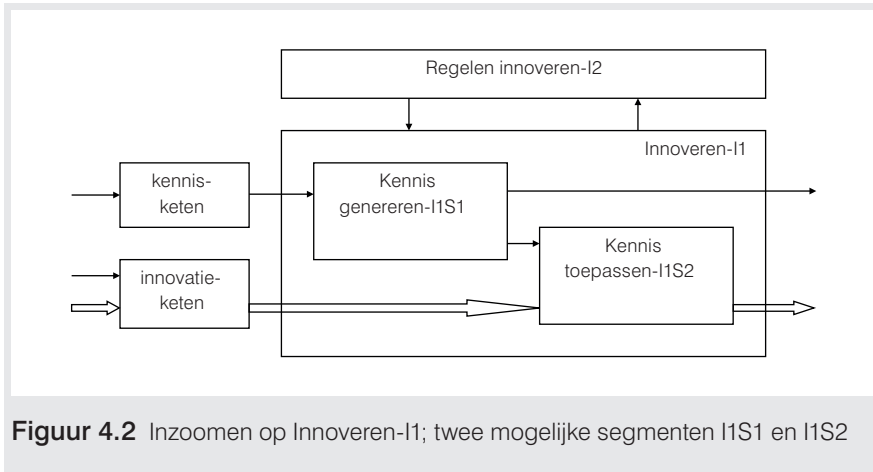 Regelen innoveren-I2
Innoveren-I1
kennis-
keten
Kennis
genereren-I1S1
Kennis
toepassen-I1S2
innovatie-
keten
Figuur 4.2 Inzoomen op Innoveren-I1; twee mogelijke segmenten I1S1 en I1S2